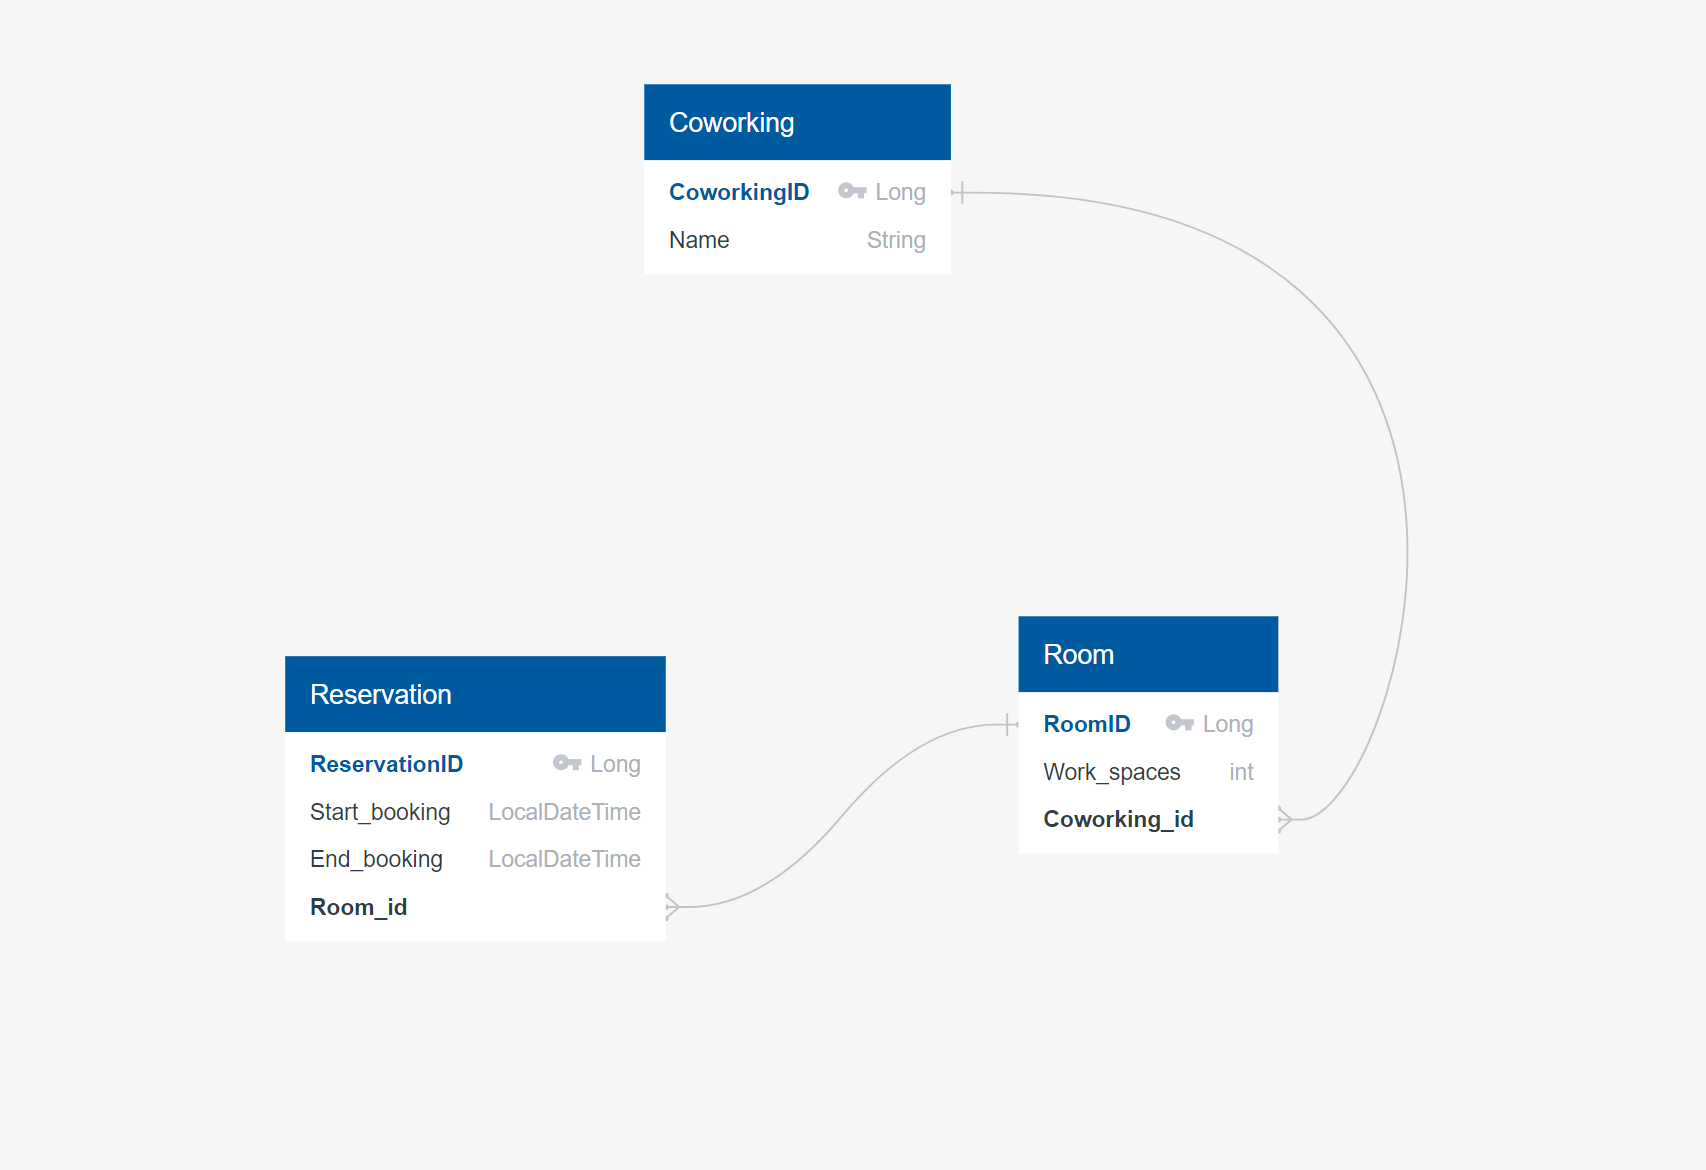 Coworking
CoworkingID Long
Name String
Reservation
ReservationID Long
Start_booking LocalDateTime
End_booking LocalDateTime
Room_id
Room
RoomID Long
Work_spaces int
Coworking_id